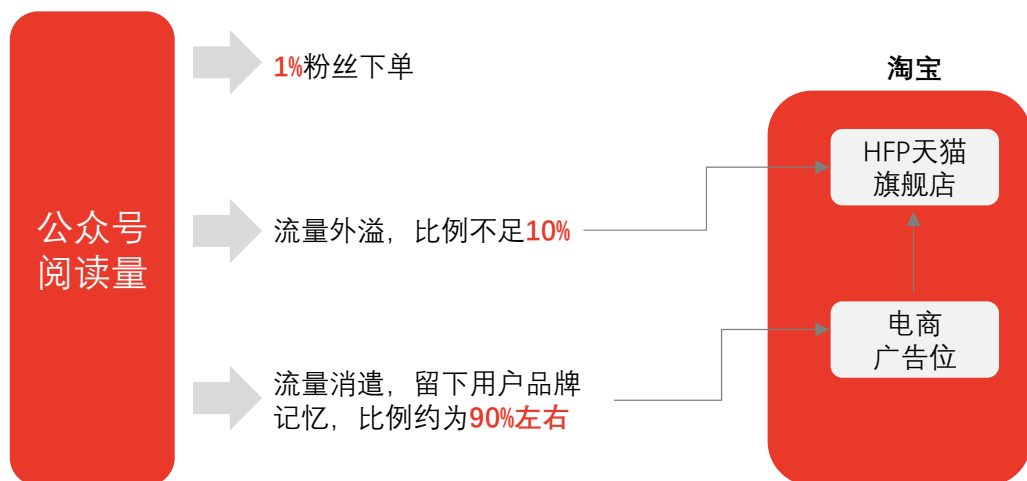 公众号
阅读量
1%粉丝下单
流量外溢，比例不足10%
流量消遣，留下用户品牌
记忆，比例约为90%左右
淘宝
HFP天猫
旗舰店
电商
广告位